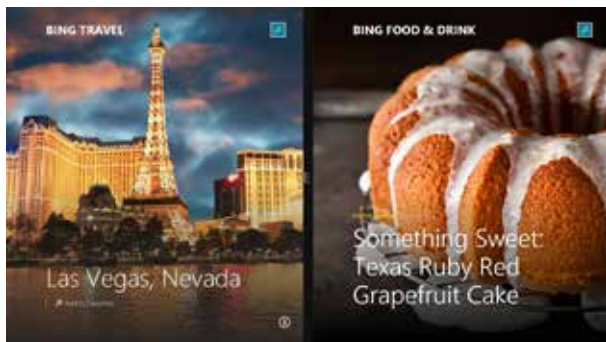 BING TRAVEL
Las Vegas, Nevada
BING FOOD & DRINK
Something Sweet:
Texas Ruby Red
Grapefruit Cake